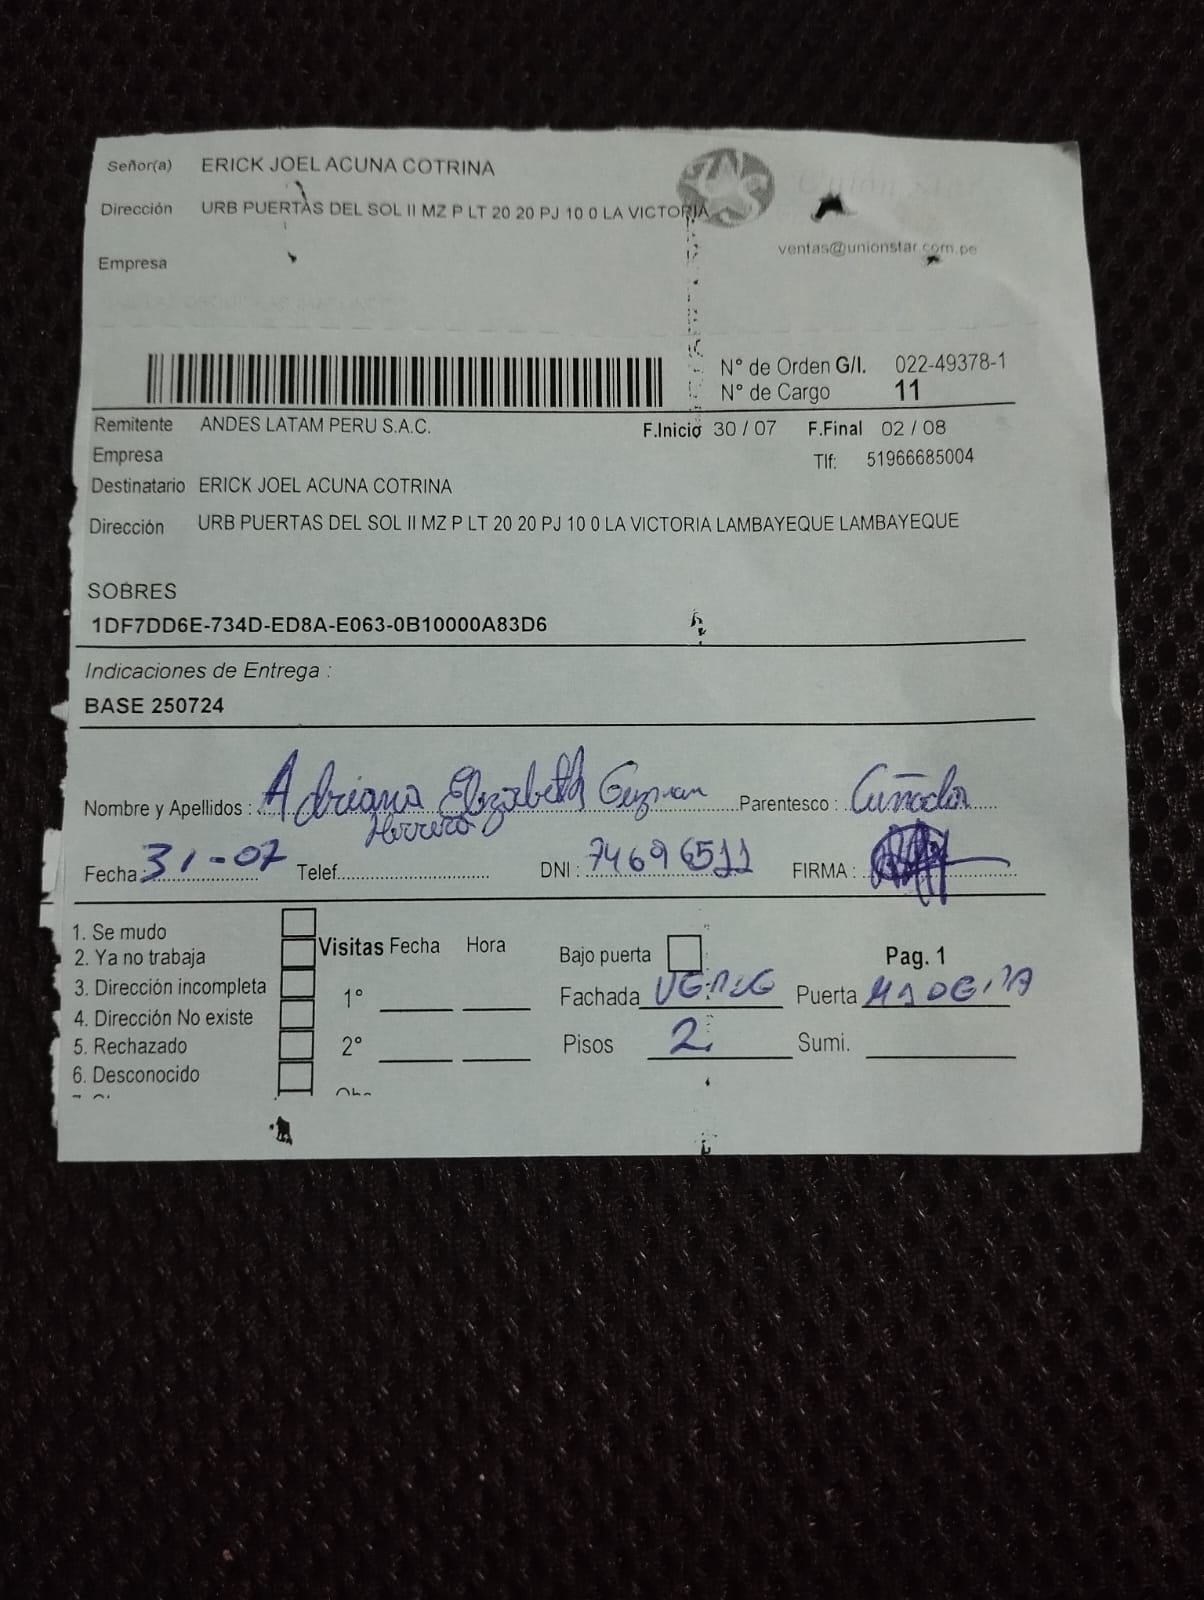 Señor(a) ERICK JOEL ACUNA COTRINA
Dirección URB PUERTAS DEL SOL II MZ P LT 20 20 PJ 10 0 LA VICTORIA
ventas@unionstar.com.pe
Empresa
N° de Orden G/I. 022-49378-1
N° de Cargo 11
Remitente ANDES LATAM PERU S.A.C. F.Inicio 30 / 07 F.Final 02 / 08
Empresa Tlf: 51966685004
Destinatario ERICK JOEL ACUNA COTRINA
Dirección URB PUERTAS DEL SOL II MZ P LT 20 20 PJ 10 0 LA VICTORIA LAMBAYEQUE LAMBAYEQUE
SOBRES
1DF7DD6E-734D-ED8A-E063-0B10000A83D6
Indicaciones de Entrega :
BASE 250724
Nombre y Apellidos : Adriana Elizabeth Guzman Parentesco : Cuñada
Herrera
Fecha 31-07 Telef. DNI : 74696511 FIRMA :
1. Se mudo
2. Ya no trabaja
3. Dirección incompleta
4. Dirección No existe
5. Rechazado
6. Desconocido
Visitas Fecha Hora
1°
2°
Bajo puerta Pag. 1
Fachada VERDE Puerta MADERA
Pisos 2 Sumi.